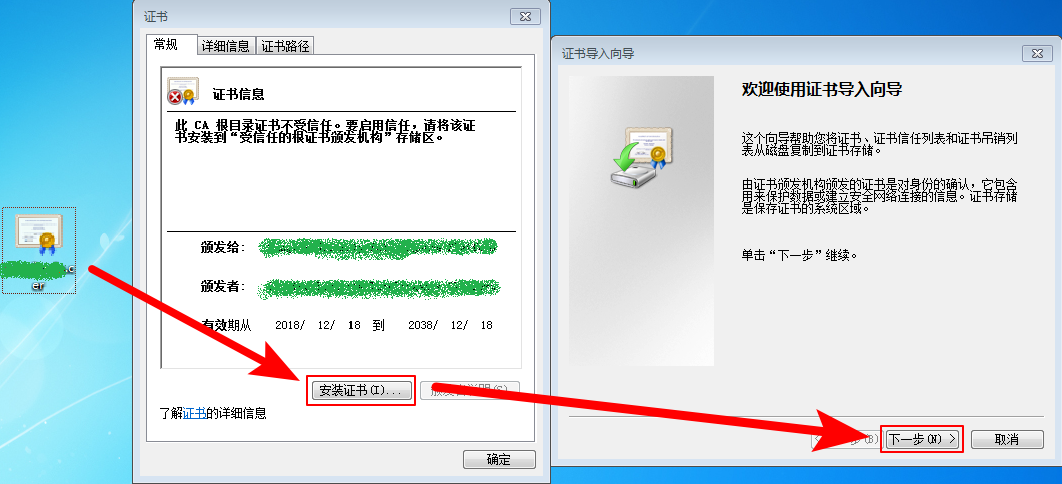 证书
常规
详细信息
证书路径
证书信息
此 CA 根目录证书不受信任。要启用信任，请将该证
书安装到“受信任的根证书颁发机构”存储区。
颁发给：
颁发者：
有效期从 2018/ 12/ 18 到 2038/ 12/ 18
安装证书(I)...
了解证书的详细信息
确定
er
证书导入向导
欢迎使用证书导入向导
这个向导帮助您将证书、证书信任列表和证书吊销列
表从磁盘复制到证书存储。
由证书颁发机构颁发的证书是对身份的确认，它包含
用来保护数据或建立安全网络连接的信息。证书存储
是保存证书的系统区域。
单击“下一步”继续。
下一步(N) >
取消